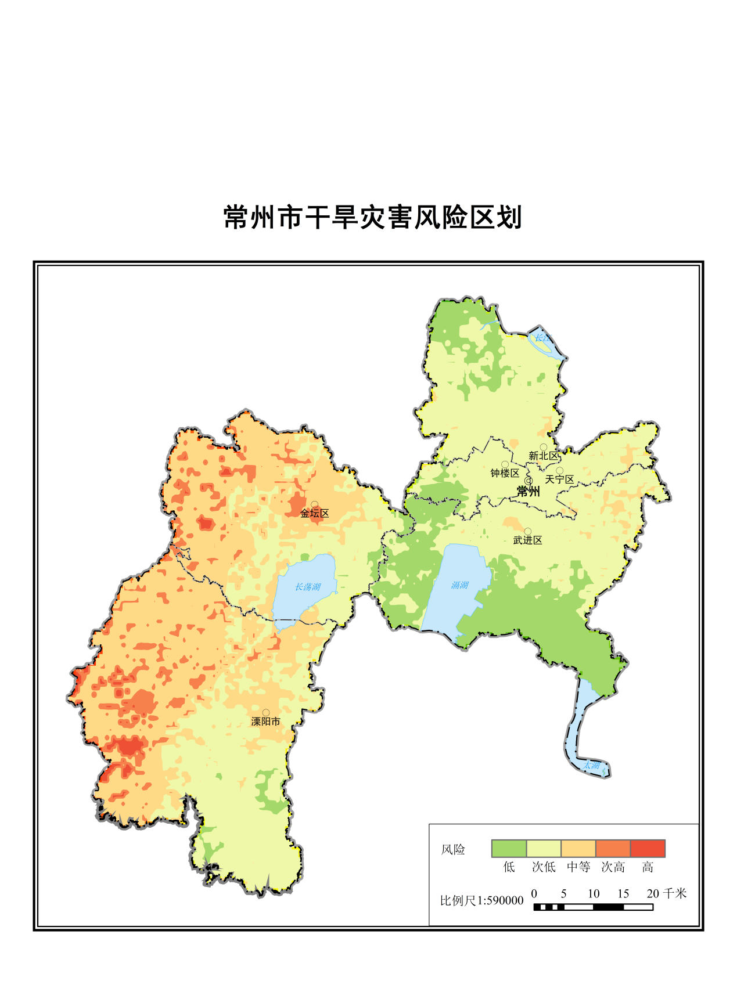 常州市干旱灾害风险区划
长江
新北区
钟楼区
天宁区
常州
金坛区
武进区
长荡湖
滆湖
溧阳市
太湖
风险
低 次低 中等 次高 高
比例尺1:590000 0 5 10 15 20 千米